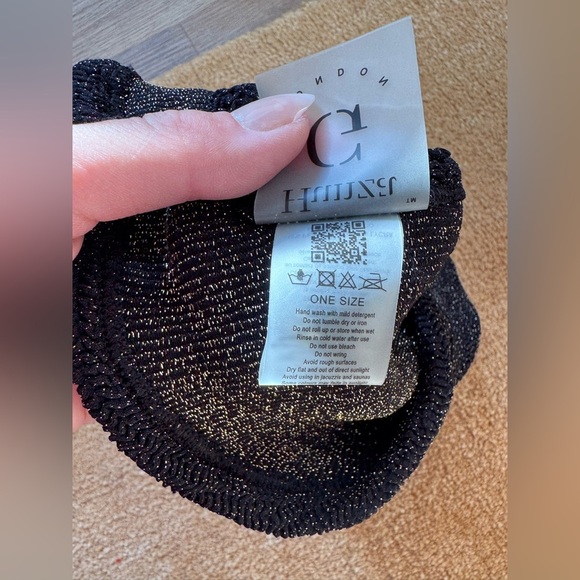 HUNZA
G
LONDON
ONE SIZE
Hand wash with mild detergent
Do not tumble dry or iron
Do not roll up or store when wet
Rinse in cold water after use
Do not use bleach
Do not wring
Avoid rough surfaces
Dry flat and out of direct sunlight
Avoid using in jacuzzis and saunas